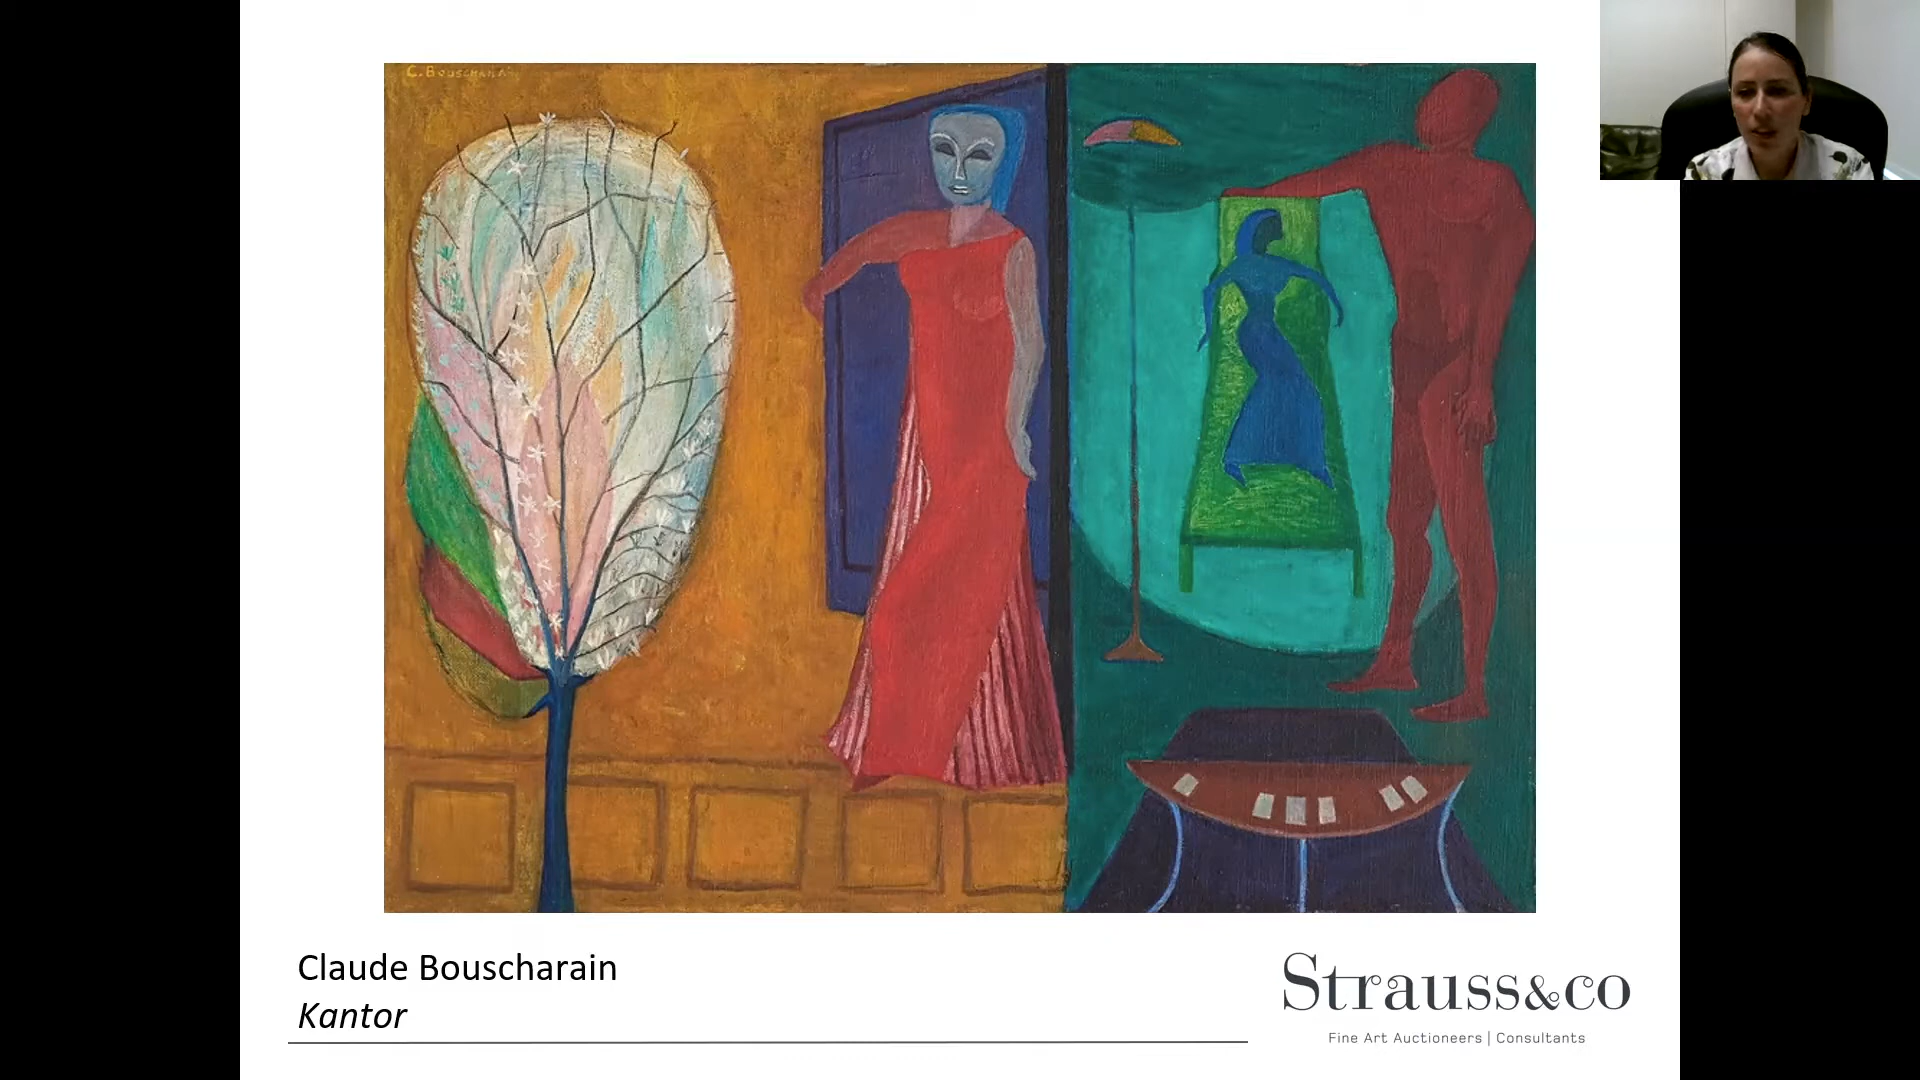 C. Bouscharain
Claude Bouscharain
Kantor
Strauss&co
Fine Art Auctioneers | Consultants